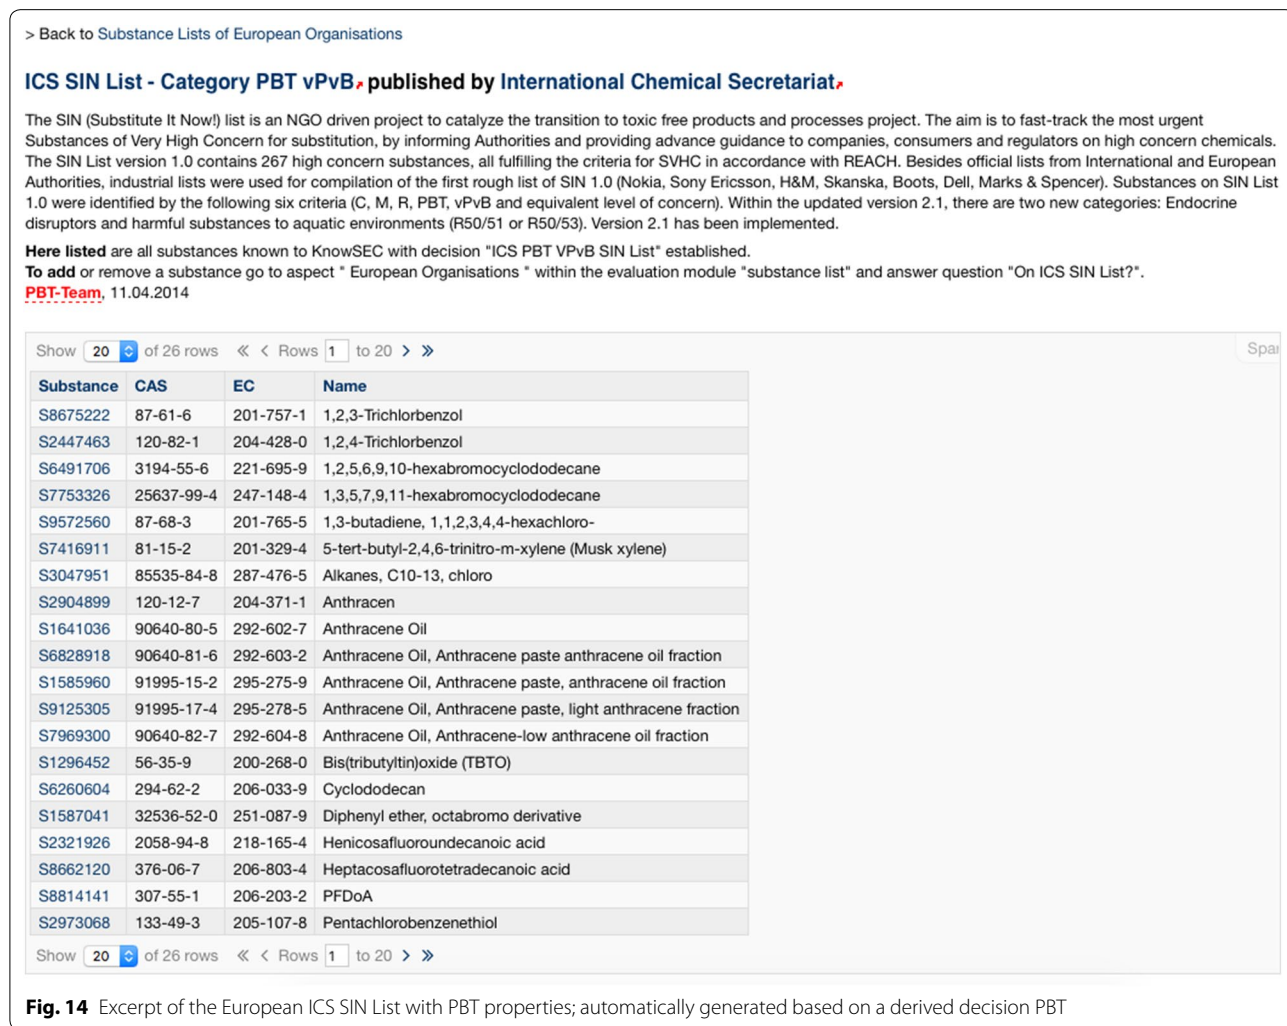 > Back to Substance Lists of European Organisations
ICS SIN List - Category PBT vPvB published by International Chemical Secretariat
The SIN (Substitute It Now!) list is an NGO driven project to catalyze the transition to toxic free products and processes project. The aim is to fast-track the most urgent
Substances of Very High Concern for substitution, by informing Authorities and providing advance guidance to companies, consumers and regulators on high concern chemicals.
The SIN List version 1.0 contains 267 high concern substances, all fulfilling the criteria for SVHC in accordance with REACH. Besides official lists from International and European
Authorities, industrial lists were used for compilation of the first rough list of SIN 1.0 (Nokia, Sony Ericsson, H&M, Skanska, Boots, Dell, Marks & Spencer). Substances on SIN List
1.0 were identified by the following six criteria (C, M, R, PBT, vPvB and equivalent level of concern). Within the updated version 2.1, there are two new categories: Endocrine
disruptors and harmful substances to aquatic environments (R50/51 or R50/53). Version 2.1 has been implemented.
Here listed are all substances known to KnowSEC with decision "ICS PBT VPvB SIN List" established.
To add or remove a substance go to aspect " European Organisations " within the evaluation module "substance list" and answer question "On ICS SIN List?".
PBT-Team, 11.04.2014
Show 20 of 26 rows « < Rows 1 to 20 > »
Substance CAS EC Name
S8675222 87-61-6 201-757-1 1,2,3-Trichlorbenzol
S2447463 120-82-1 204-428-0 1,2,4-Trichlorbenzol
S6491706 3194-55-6 221-695-9 1,2,5,6,9,10-hexabromocyclododecane
S7753326 25637-99-4 247-148-4 1,3,5,7,9,11-hexabromocyclododecane
S9572560 87-68-3 201-765-5 1,3-butadiene, 1,1,2,3,4,4-hexachloro-
S7416911 81-15-2 201-329-4 5-tert-butyl-2,4,6-trinitro-m-xylene (Musk xylene)
S3047951 85535-84-8 287-476-5 Alkanes, C10-13, chloro
S2904899 120-12-7 204-371-1 Anthracen
S1641036 90640-80-5 292-602-7 Anthracene Oil
S6828918 90640-81-6 292-603-2 Anthracene Oil, Anthracene paste anthracene oil fraction
S1585960 91995-15-2 295-275-9 Anthracene Oil, Anthracene paste, anthracene oil fraction
S9125305 91995-17-4 295-278-5 Anthracene Oil, Anthracene paste, light anthracene fraction
S7969300 90640-82-7 292-604-8 Anthracene Oil, Anthracene-low anthracene oil fraction
S1296452 56-35-9 200-268-0 Bis(tributyltin)oxide (TBTO)
S6260604 294-62-2 206-033-9 Cyclododecan
S1587041 32536-52-0 251-087-9 Diphenyl ether, octabromo derivative
S2321926 2058-94-8 218-165-4 Henicosafluoroundecanoic acid
S8662120 376-06-7 206-803-4 Heptacosafluorotetradecanoic acid
S8814141 307-55-1 206-203-2 PFDoA
S2973068 133-49-3 205-107-8 Pentachlorobenzenethiol
Show 20 of 26 rows « < Rows 1 to 20 > »
Fig. 14 Excerpt of the European ICS SIN List with PBT properties; automatically generated based on a derived decision PBT